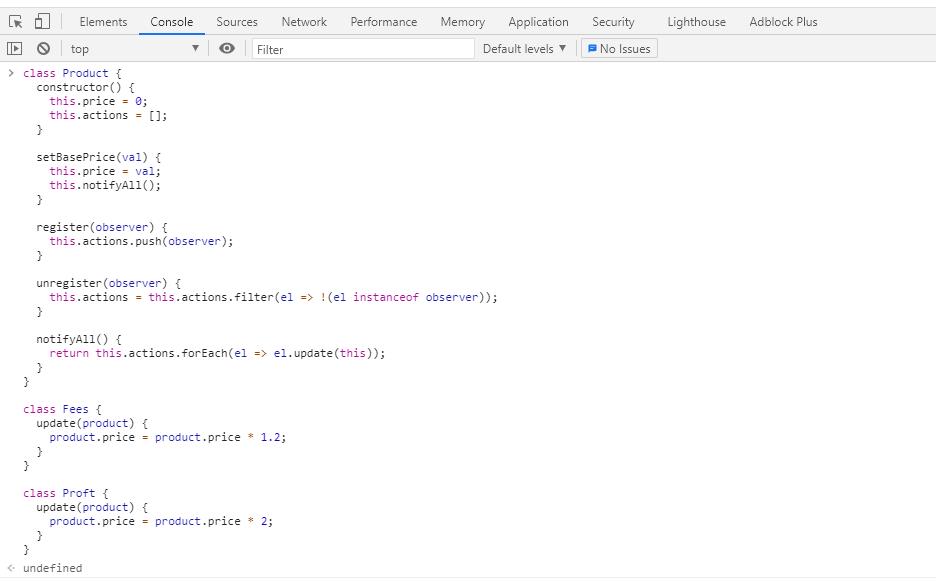 Elements Console Sources Network Performance Memory Application Security Lighthouse Adblock Plus
top Filter Default levels No Issues
class Product {
  constructor() {
    this.price = 0;
    this.actions = [];
  }

  setBasePrice(val) {
    this.price = val;
    this.notifyAll();
  }

  register(observer) {
    this.actions.push(observer);
  }

  unregister(observer) {
    this.actions = this.actions.filter(el => !(el instanceof observer));
  }

  notifyAll() {
    return this.actions.forEach(el => el.update(this));
  }
}

class Fees {
  update(product) {
    product.price = product.price * 1.2;
  }
}

class Proft {
  update(product) {
    product.price = product.price * 2;
  }
}
undefined